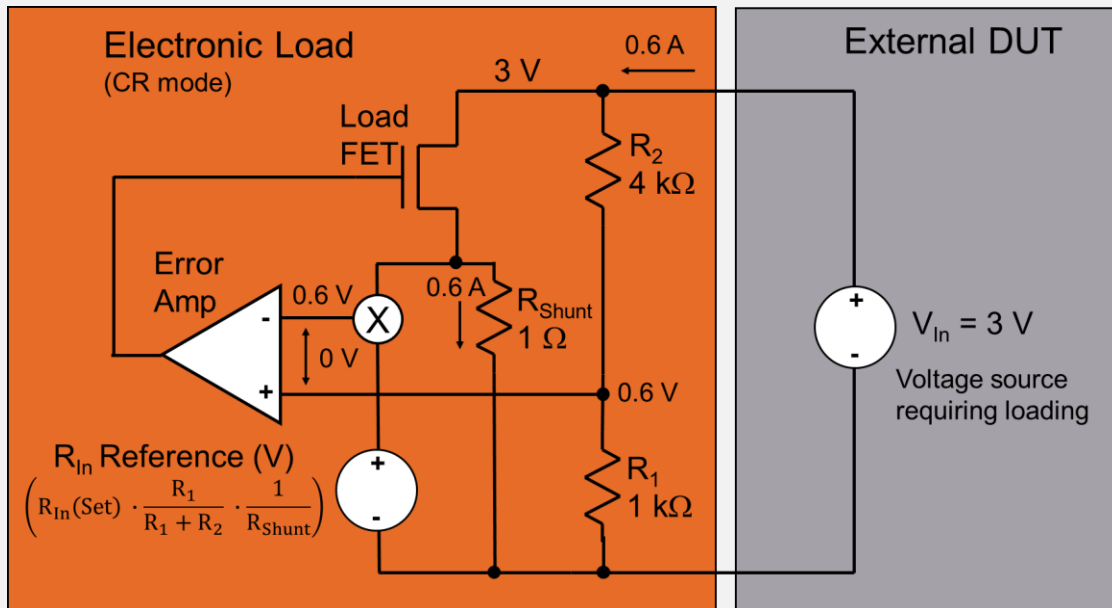 Electronic Load
(CR mode)
External DUT
0.6 A
3 V
Load
FET
R2
4 kΩ
Error
Amp
0.6 V
X
0.6 A
RShunt
1 Ω
-
0 V
+
0.6 V
+
-
VIn = 3 V
Voltage source
requiring loading
RIn Reference (V)
(RIn(Set) · R1/(R1 + R2) · 1/RShunt)
+
-
R1
1 kΩ